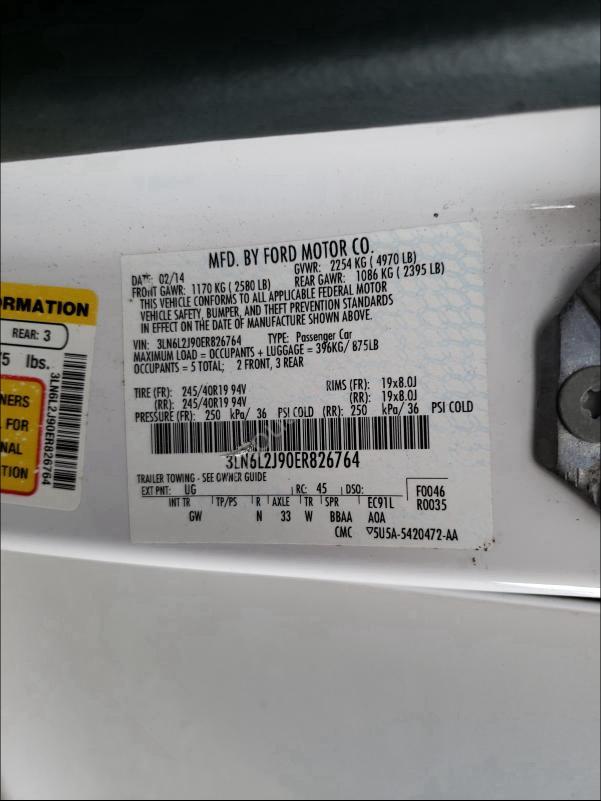 MFD. BY FORD MOTOR CO.
DATE: 02/14 GVWR: 2254 KG ( 4970 LB)
FRONT GAWR: 1170 KG ( 2580 LB) REAR GAWR: 1086 KG ( 2395 LB)
THIS VEHICLE CONFORMS TO ALL APPLICABLE FEDERAL MOTOR
VEHICLE SAFETY, BUMPER, AND THEFT PREVENTION STANDARDS
IN EFFECT ON THE DATE OF MANUFACTURE SHOWN ABOVE.
VIN: 3LN6L2J90ER826764 TYPE: Passenger Car
MAXIMUM LOAD = OCCUPANTS + LUGGAGE = 396KG/ 875LB
OCCUPANTS = 5 TOTAL; 2 FRONT, 3 REAR
TIRE (FR): 245/40R19 94V RIMS (FR): 19x8.0J
(RR): 245/40R19 94V (RR): 19x8.0J
PRESSURE (FR): 250 kPa/ 36 PSI COLD (RR): 250 kPa/ 36 PSI COLD
3LN6L2J90ER826764
TRAILER TOWING - SEE OWNER GUIDE
EXT PNT: UG RC: 45 DSO: F0046
INT TR TP/PS R AXLE TR SPR EC91L R0035
GW N 33 W BBAA AOA
CMC ▽5U5A-5420472-AA
ORMATION
REAR: 3
75 lbs.
NERS
FOR
NAL
3LN6L2J90ER826764